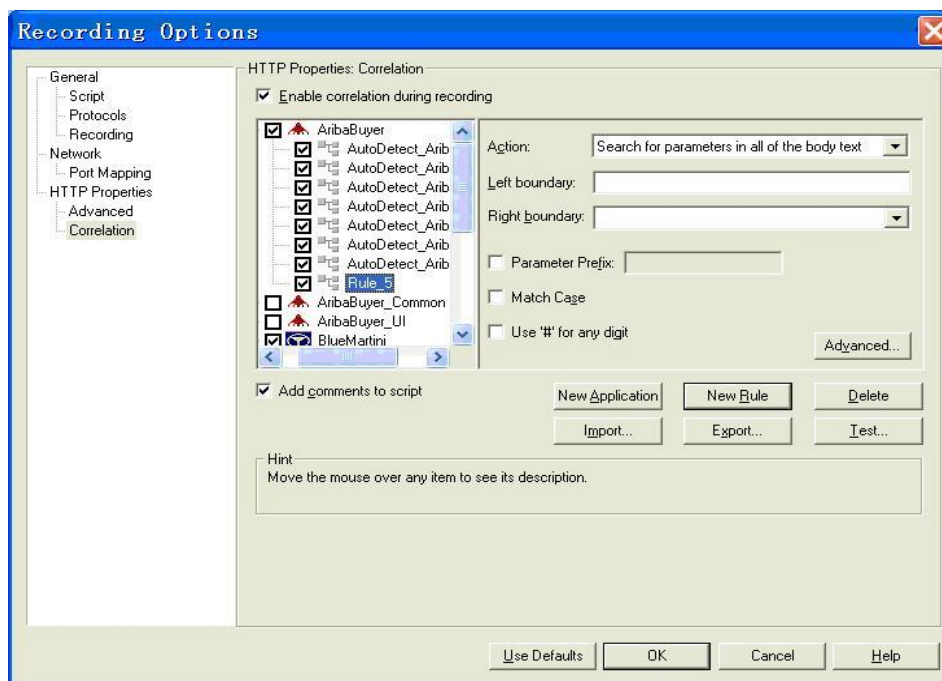 Recording Options
General
Script
Protocols
Recording
Network
Port Mapping
HTTP Properties
Advanced
Correlation
HTTP Properties: Correlation
Enable correlation during recording
AribaBuyer
AutoDetect_Arib
AutoDetect_Arib
AutoDetect_Arib
AutoDetect_Arib
AutoDetect_Arib
AutoDetect_Arib
AutoDetect_Arib
Rule_5
AribaBuyer_Common
AribaBuyer_UI
BlueMartini
Action:
Search for parameters in all of the body text
Left boundary:
Right boundary:
Parameter Prefix:
Match Case
Use '#' for any digit
Advanced...
Add comments to script
New Application
New Rule
Delete
Import...
Export...
Test...
Hint
Move the mouse over any item to see its description.
Use Defaults
OK
Cancel
Help